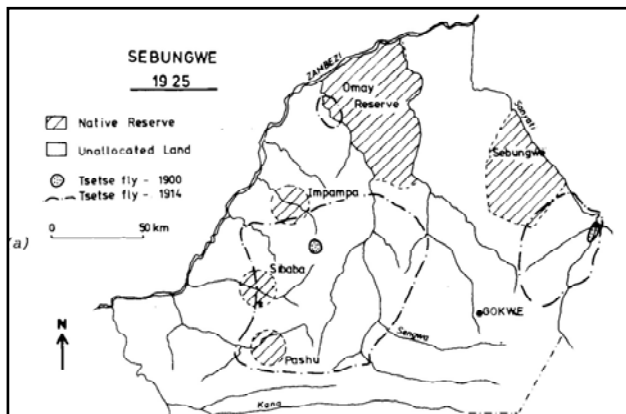 SEBUNGWE
1925
Native Reserve
Unallocated Land
Tsetse fly - 1900
Tsetse fly - 1914
0 50 km
a)
N
ZAMBEZI
Omay
Reserve
Sanyati
Sebungwe
Impampa
Sibaba
GOKWE
Sengwa
Pashu
Kana